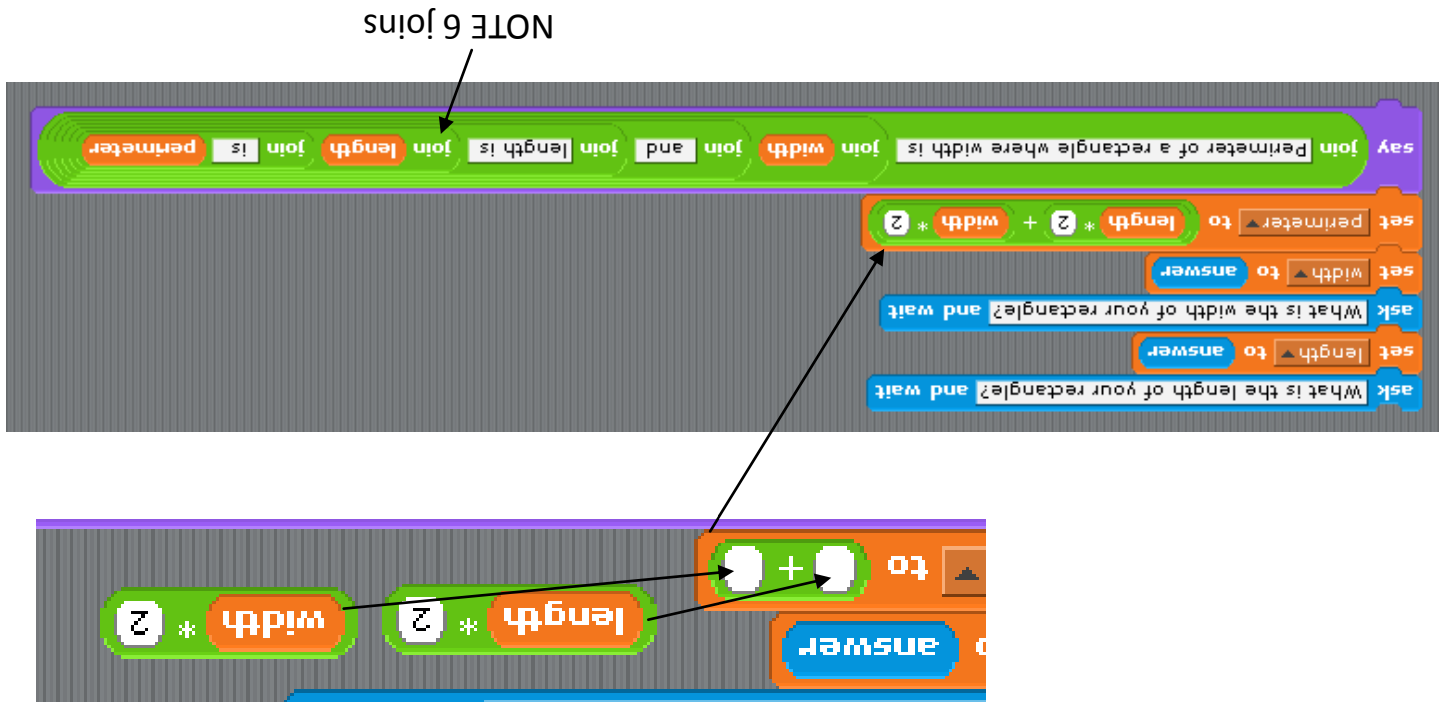 answer
to + length * 2 width * 2
ask What is the length of your rectangle? and wait
set length to answer
ask What is the width of your rectangle? and wait
set width to answer
set perimeter to length * 2 + width * 2
say join Perimeter of a rectangle where width is join width join and join length is join length join is perimeter
NOTE 6 joins